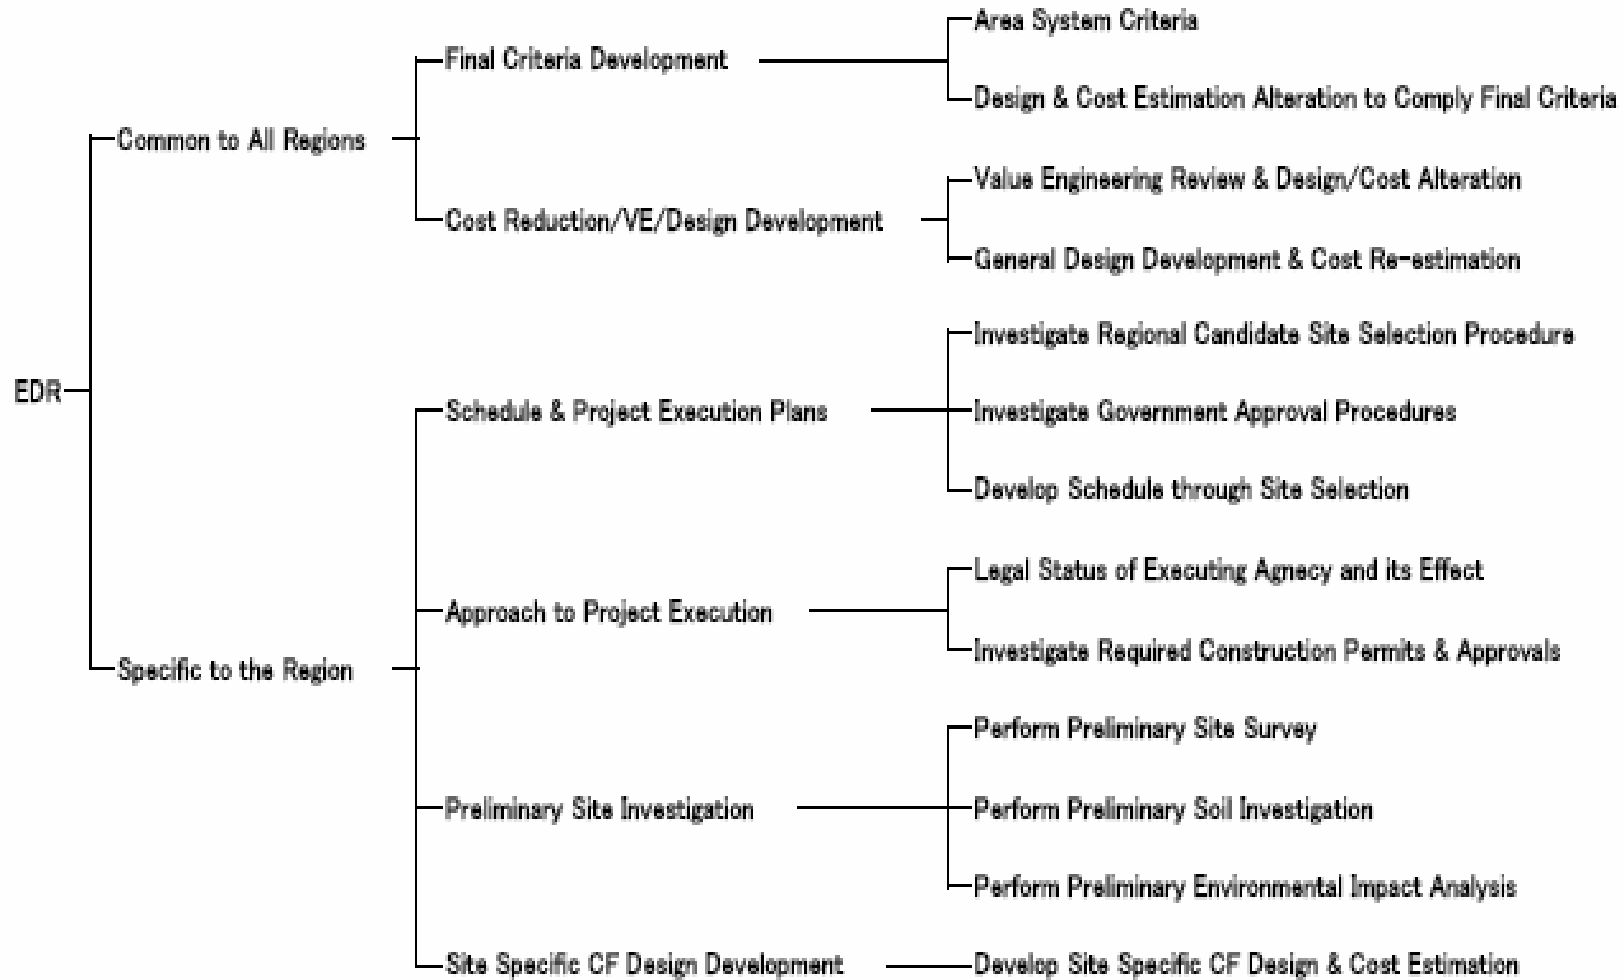 Area System Criteria
Final Criteria Development
Design & Cost Estimation Alteration to Comply Final Criteria
Common to All Regions
Value Engineering Review & Design/Cost Alteration
Cost Reduction/VE/Design Development
General Design Development & Cost Re-estimation
Investigate Regional Candidate Site Selection Procedure
EDR
Schedule & Project Execution Plans
Investigate Government Approval Procedures
Develop Schedule through Site Selection
Legal Status of Executing Agnecy and its Effect
Approach to Project Execution
Investigate Required Construction Permits & Approvals
Specific to the Region
Perform Preliminary Site Survey
Preliminary Site Investigation
Perform Preliminary Soil Investigation
Perform Preliminary Environmental Impact Analysis
Site Specific CF Design Development
Develop Site Specific CF Design & Cost Estimation